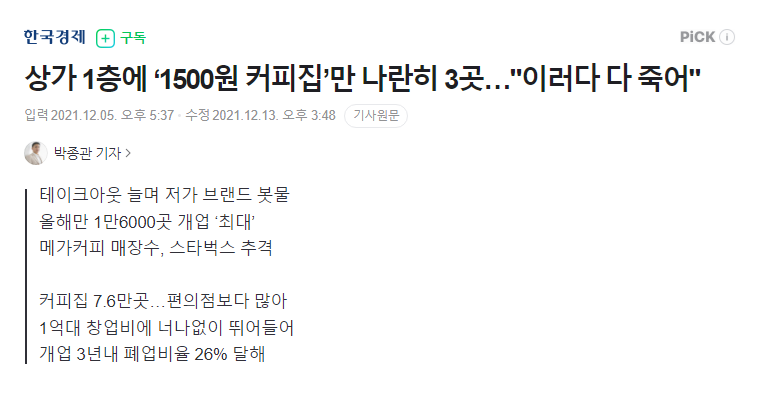 한국경제 구독 PiCK
상가 1층에 ‘1500원 커피집’만 나란히 3곳…"이러다 다 죽어"
입력 2021.12.05. 오후 5:37 · 수정 2021.12.13. 오후 3:48 기사원문
박종관 기자
테이크아웃 늘며 저가 브랜드 봇물
올해만 1만6000곳 개업 ‘최대’
메가커피 매장수, 스타벅스 추격
커피집 7.6만곳…편의점보다 많아
1억대 창업비에 너나없이 뛰어들어
개업 3년내 폐업비율 26% 달해